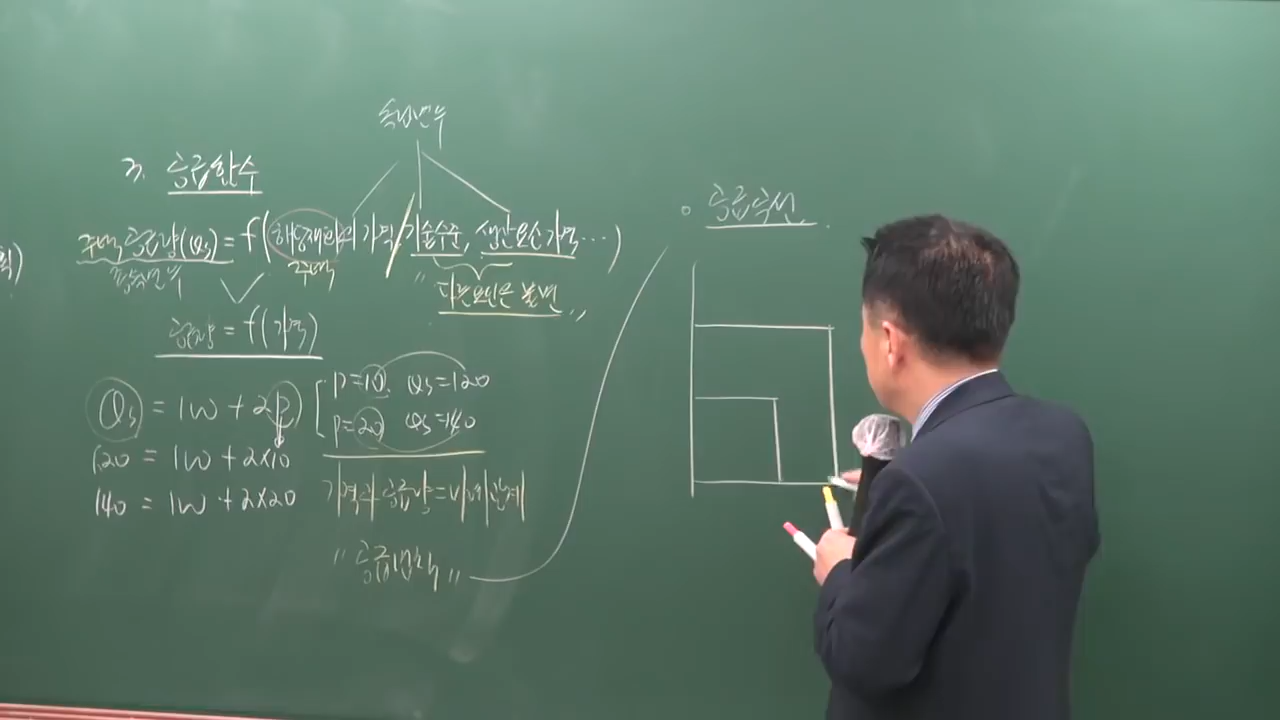 독립변수
3. 공급함수
주택공급량(Qs) = f(해당재화의 가격, 기술수준, 생산요소가격…)
종속변수
주택
"다른요인은 불변"
공급량 = f(가격)
Qs = 100 + 2P
P=10, Qs=120
P=20 Qs=140
120 = 100 + 2×10
140 = 100 + 2×20
가격과 공급량 = 비례관계
"공급법칙"
공급곡선